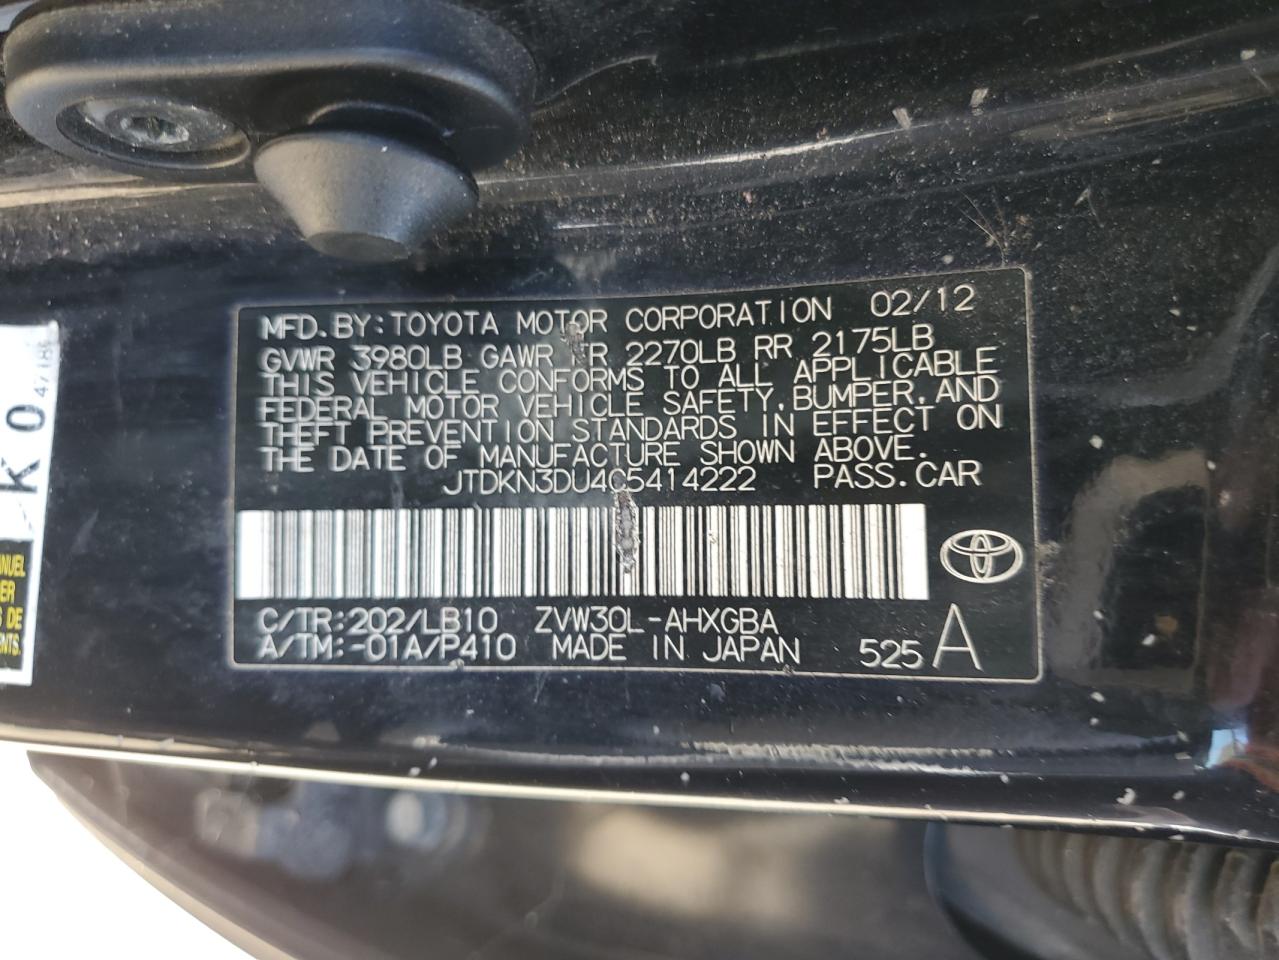 MFD.BY:TOYOTA MOTOR CORPORATION 02/12
GVWR 3980LB GAWR FR 2270LB RR 2175LB
THIS VEHICLE CONFORMS TO ALL APPLICABLE
FEDERAL MOTOR VEHICLE SAFETY, BUMPER, AND
THEFT PREVENTION STANDARDS IN EFFECT ON
THE DATE OF MANUFACTURE SHOWN ABOVE.
JTDKN3DU4C5414222 PASS.CAR
C/TR:202/LB10 ZVW30L-AHXGBA
A/TM:-01A/P410 MADE IN JAPAN 525 A
K 0